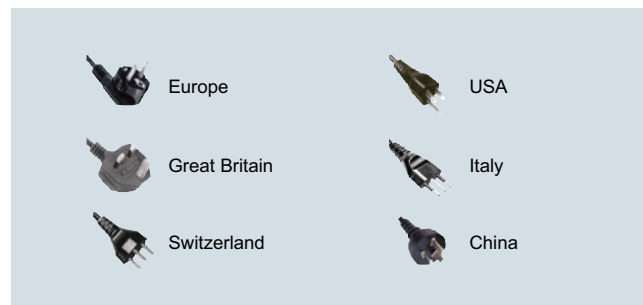 Europe
USA
Great Britain
Italy
Switzerland
China